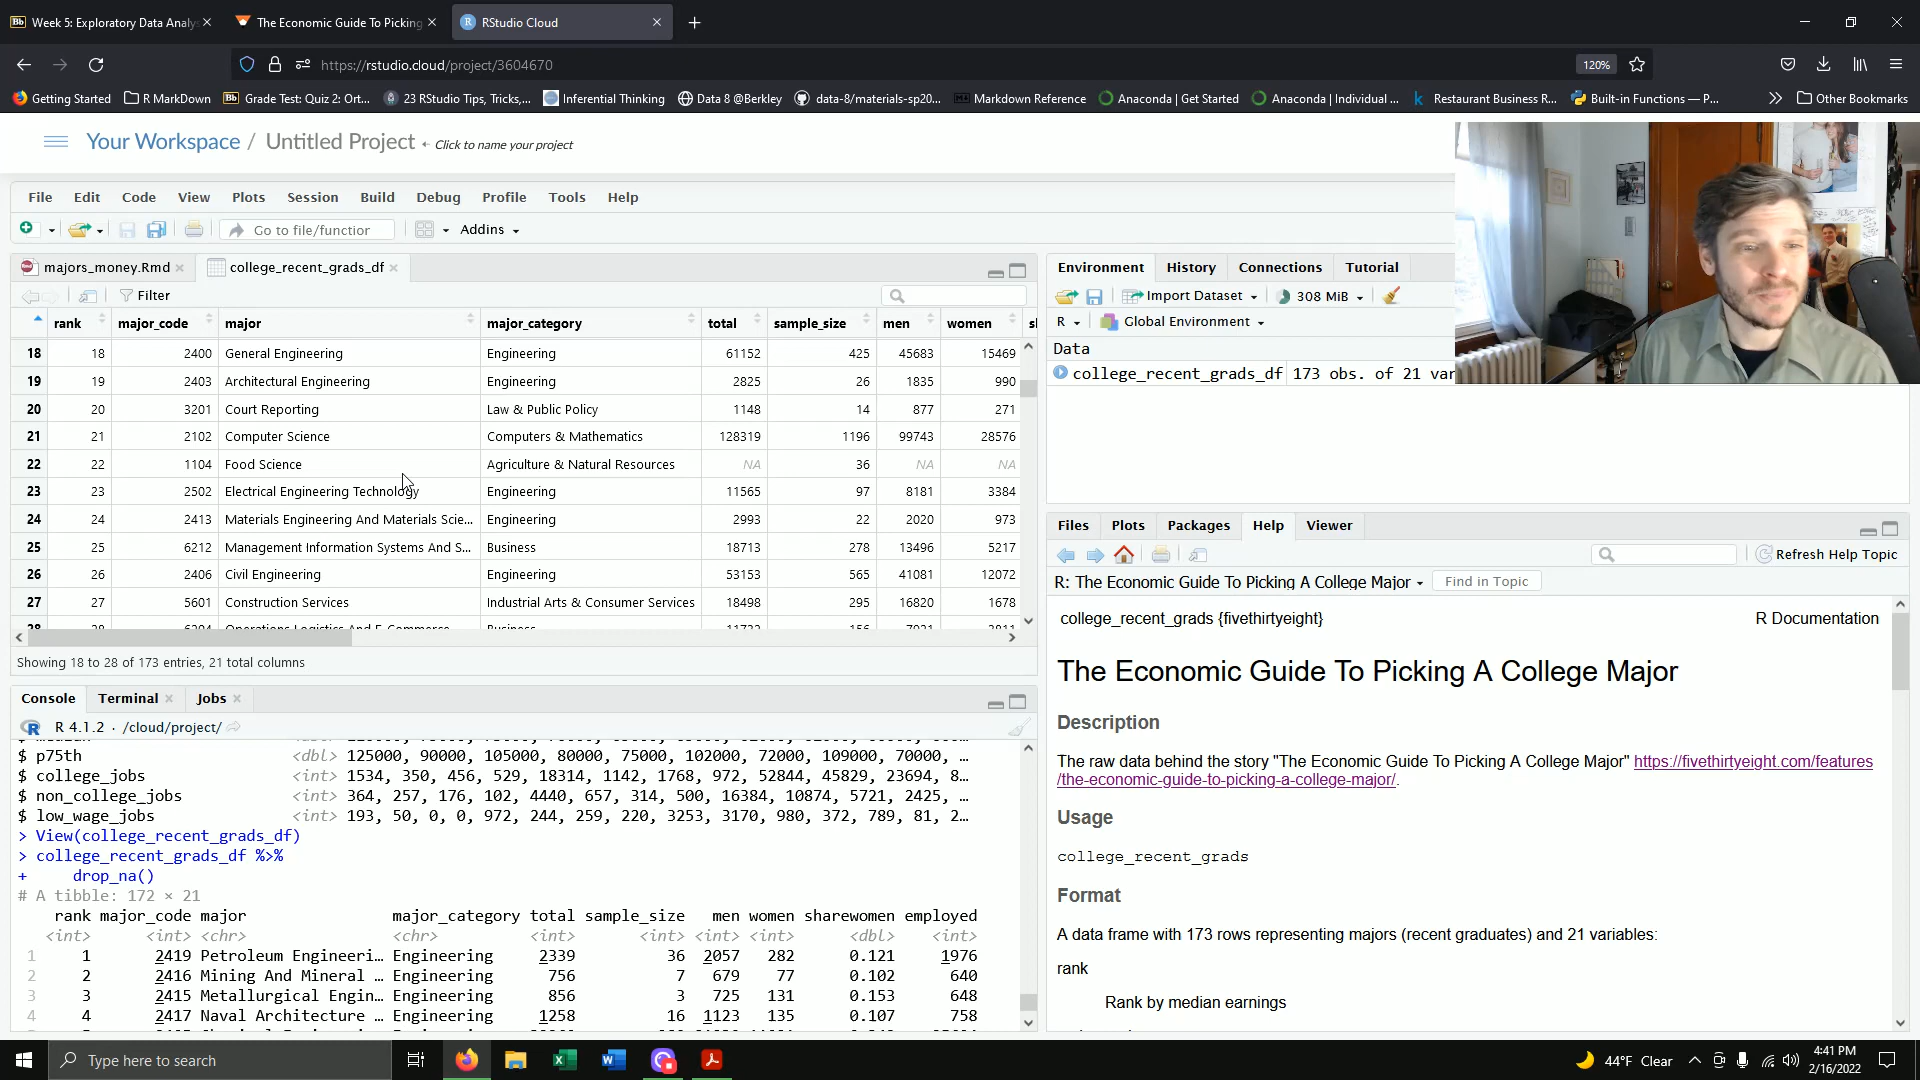 Week 5: Exploratory Data Analys
The Economic Guide To Picking
RStudio Cloud
https://rstudio.cloud/project/3604670
120%
Getting Started
R MarkDown
Grade Test: Quiz 2: Ort...
23 RStudio Tips, Tricks,...
Inferential Thinking
Data 8 @Berkley
data-8/materials-sp20...
Markdown Reference
Anaconda | Get Started
Anaconda | Individual ...
Restaurant Business R...
Built-in Functions — P...
Other Bookmarks
Your Workspace / Untitled Project Click to name your project
File Edit Code View Plots Session Build Debug Profile Tools Help
Go to file/function Addins
majors_money.Rmd college_recent_grads_df
Filter
rank major_code major major_category total sample_size men women
18 18 2400 General Engineering Engineering 61152 425 45683 15469
19 19 2403 Architectural Engineering Engineering 2825 26 1835 990
20 20 3201 Court Reporting Law & Public Policy 1148 14 877 271
21 21 2102 Computer Science Computers & Mathematics 128319 1196 99743 28576
22 22 1104 Food Science Agriculture & Natural Resources NA 36 NA NA
23 23 2502 Electrical Engineering Technology Engineering 11565 97 8181 3384
24 24 2413 Materials Engineering And Materials Scie... Engineering 2993 22 2020 973
25 25 6212 Management Information Systems And S... Business 18713 278 13496 5217
26 26 2406 Civil Engineering Engineering 53153 565 41081 12072
27 27 5601 Construction Services Industrial Arts & Consumer Services 18498 295 16820 1678
Showing 18 to 28 of 173 entries, 21 total columns
Console Terminal Jobs
R 4.1.2 · /cloud/project/
$ p75th <dbl> 125000, 90000, 105000, 80000, 75000, 102000, 72000, 109000, 70000, …
$ college_jobs <int> 1534, 350, 456, 529, 18314, 1142, 1768, 972, 52844, 45829, 23694, 8…
$ non_college_jobs <int> 364, 257, 176, 102, 4440, 657, 314, 500, 16384, 10874, 5721, 2425, …
$ low_wage_jobs <int> 193, 50, 0, 0, 972, 244, 259, 220, 3253, 3170, 980, 372, 789, 81, 2…
> View(college_recent_grads_df)
> college_recent_grads_df %>%
+ drop_na()
# A tibble: 172 × 21
rank major_code major major_category total sample_size men women sharewomen employed
<int> <int> <chr> <chr> <int> <int> <int> <int> <dbl> <int>
1 1 2419 Petroleum Engineeri… Engineering 2339 36 2057 282 0.121 1976
2 2 2416 Mining And Mineral … Engineering 756 7 679 77 0.102 640
3 3 2415 Metallurgical Engin… Engineering 856 3 725 131 0.153 648
4 4 2417 Naval Architecture … Engineering 1258 16 1123 135 0.107 758
Environment History Connections Tutorial
Import Dataset 308 MiB
R Global Environment
Data
college_recent_grads_df 173 obs. of 21 var
Files Plots Packages Help Viewer
Refresh Help Topic
R: The Economic Guide To Picking A College Major Find in Topic
college_recent_grads {fivethirtyeight} R Documentation
The Economic Guide To Picking A College Major
Description
The raw data behind the story "The Economic Guide To Picking A College Major" https://fivethirtyeight.com/features
/the-economic-guide-to-picking-a-college-major/.
Usage
college_recent_grads
Format
A data frame with 173 rows representing majors (recent graduates) and 21 variables:
rank
Rank by median earnings
Type here to search
44°F Clear
4:41 PM
2/16/2022